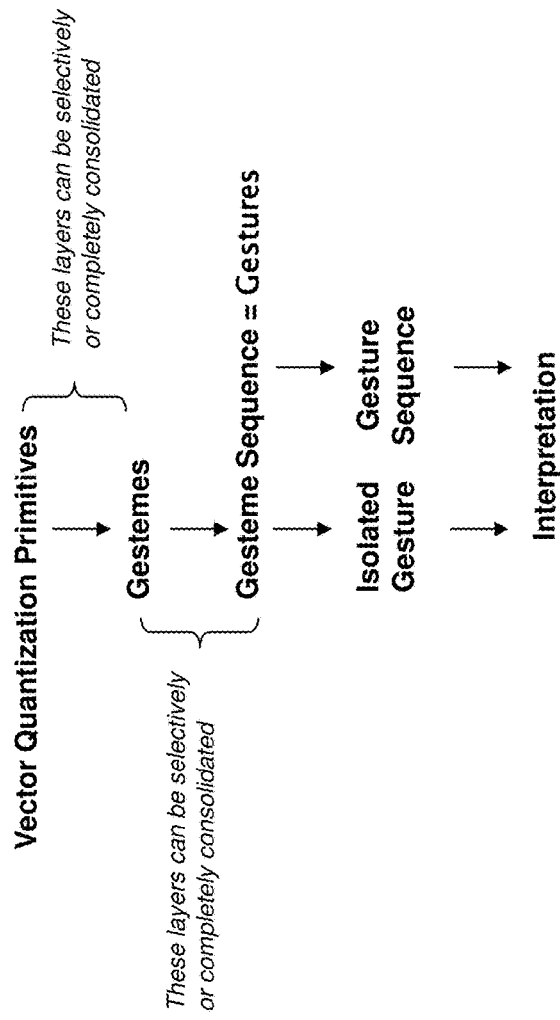 Vector Quantization Primitives
These layers can be selectively
or completely consolidated
Gestemes
These layers can be selectively
or completely consolidated
Gesteme Sequence = Gestures
Isolated
Gesture
Gesture
Sequence
Interpretation